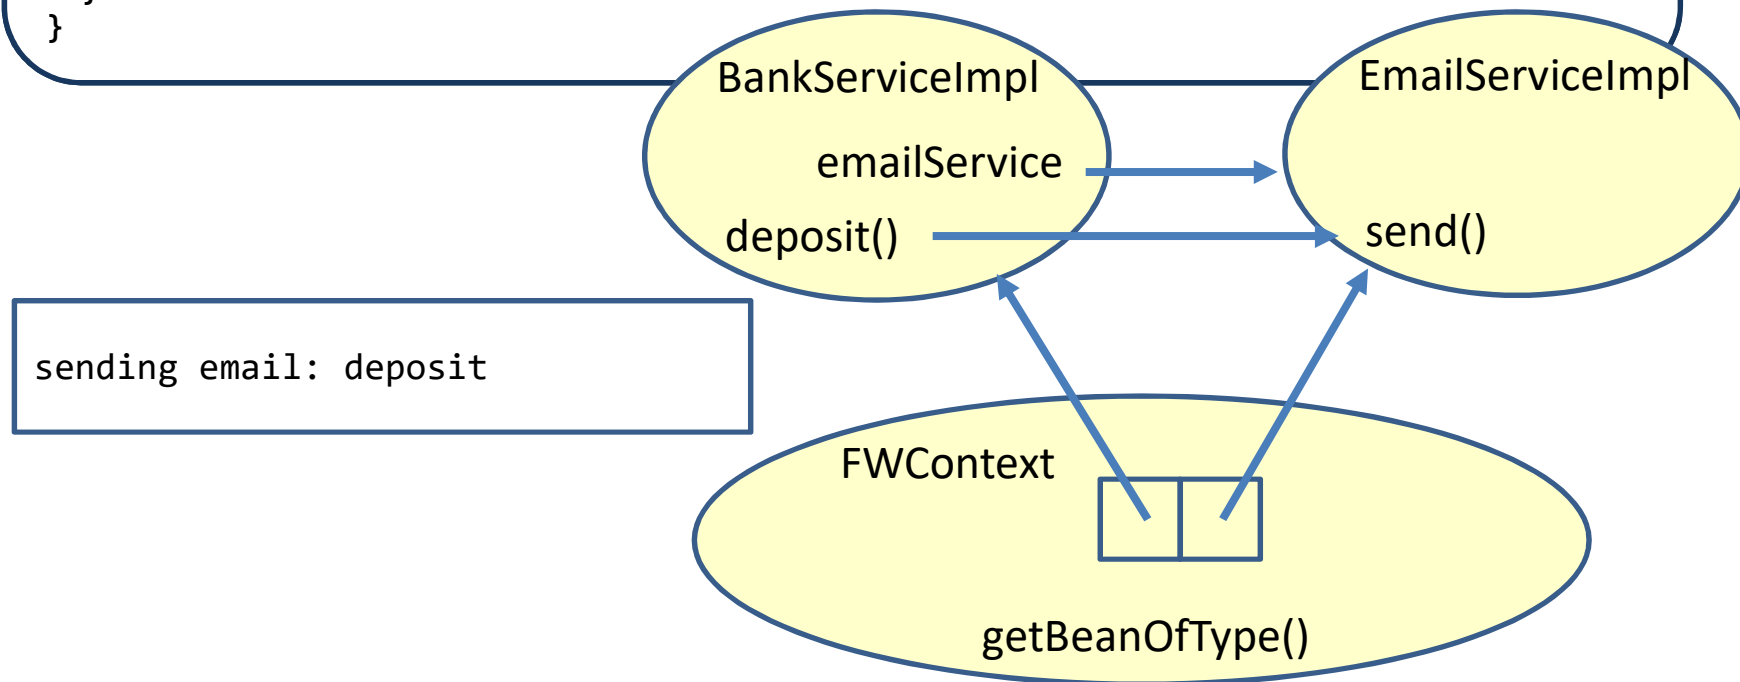 }
}
BankServiceImpl
EmailServiceImpl
emailService
deposit()
send()
sending email: deposit
FWContext
getBeanOfType()